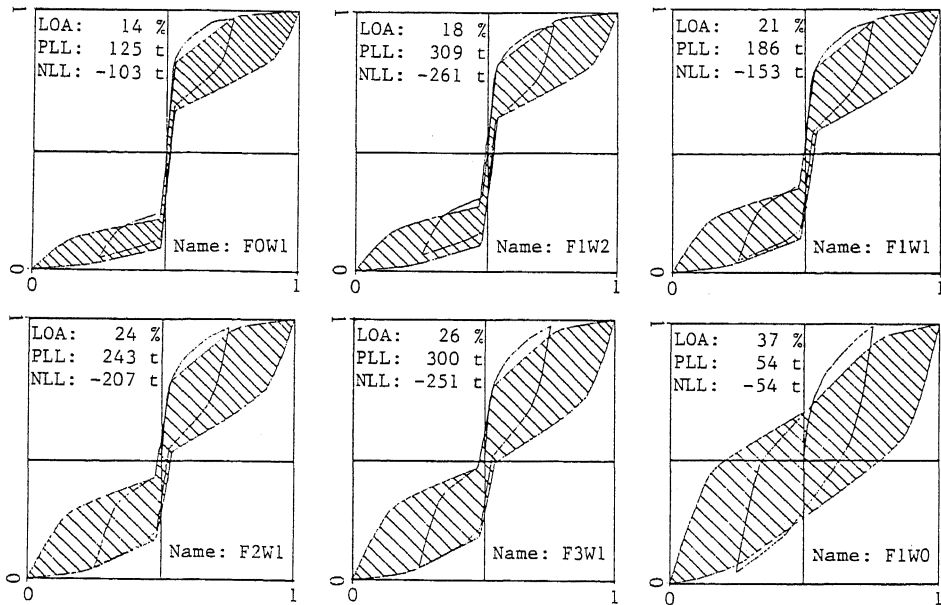 1
LOA: 14 %
PLL: 125 t
NLL: -103 t
Name: F0W1
0
0
1
1
LOA: 18 %
PLL: 309 t
NLL: -261 t
Name: F1W2
0
0
1
1
LOA: 21 %
PLL: 186 t
NLL: -153 t
Name: F1W1
0
0
1
1
LOA: 24 %
PLL: 243 t
NLL: -207 t
Name: F2W1
0
0
1
1
LOA: 26 %
PLL: 300 t
NLL: -251 t
Name: F3W1
0
0
1
1
LOA: 37 %
PLL: 54 t
NLL: -54 t
Name: F1W0
0
0
1